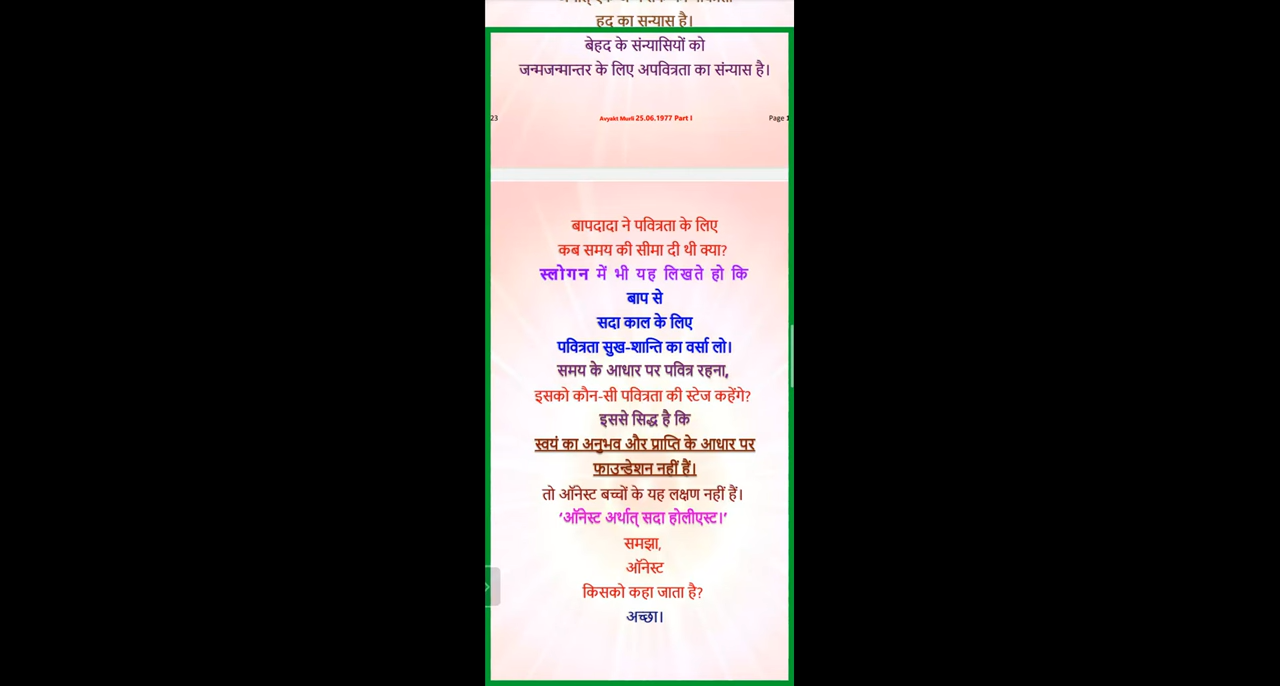 हद का सन्यास है।
बेहद के संन्यासियों को
जन्मजन्मान्तर के लिए अपवित्रता का संन्यास है।
23 Avyakt Murli 25.06.1977 Part I Page 1
बापदादा ने पवित्रता के लिए
कब समय की सीमा दी थी क्या?
स्लोगन में भी यह लिखते हो कि
बाप से
सदा काल के लिए
पवित्रता सुख-शान्ति का वर्सा लो।
समय के आधार पर पवित्र रहना,
इसको कौन-सी पवित्रता की स्टेज कहेंगे?
इससे सिद्ध है कि
स्वयं का अनुभव और प्राप्ति के आधार पर
फाउन्डेशन नहीं हैं।
तो ऑनेस्ट बच्चों के यह लक्षण नहीं हैं।
‘ऑनेस्ट अर्थात् सदा होलीएस्ट।’
समझा,
ऑनेस्ट
किसको कहा जाता है?
अच्छा।